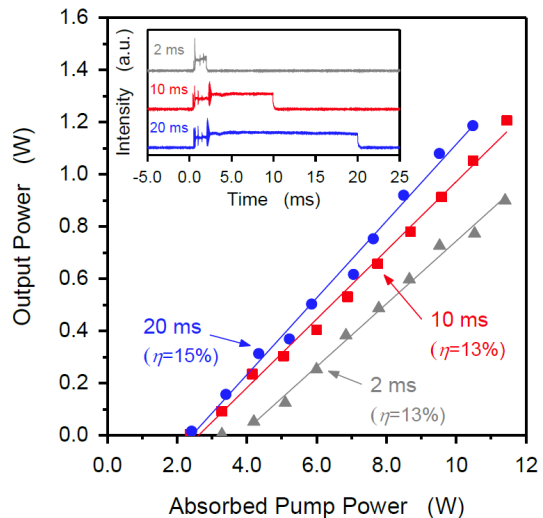 1.6
1.4
1.2
1.0
0.8
0.6
0.4
0.2
0.0
Output Power (W)
Intensity (a.u.)
2 ms
10 ms
20 ms
-5.0 0.0 5.0 10 15 20 25
Time (ms)
20 ms
(η=15%)
10 ms
(η=13%)
2 ms
(η=13%)
0.0 2.0 4.0 6.0 8.0 10 12
Absorbed Pump Power (W)